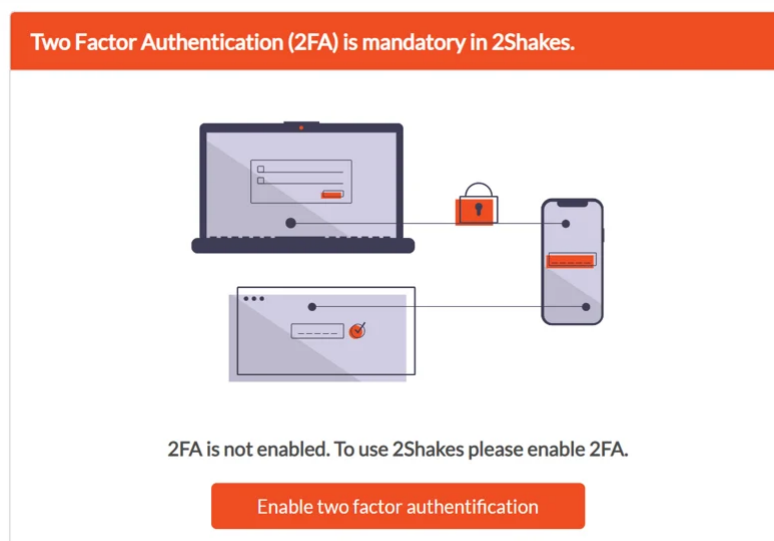 Two Factor Authentication (2FA) is mandatory in 2Shakes.
2FA is not enabled. To use 2Shakes please enable 2FA.
Enable two factor authentification